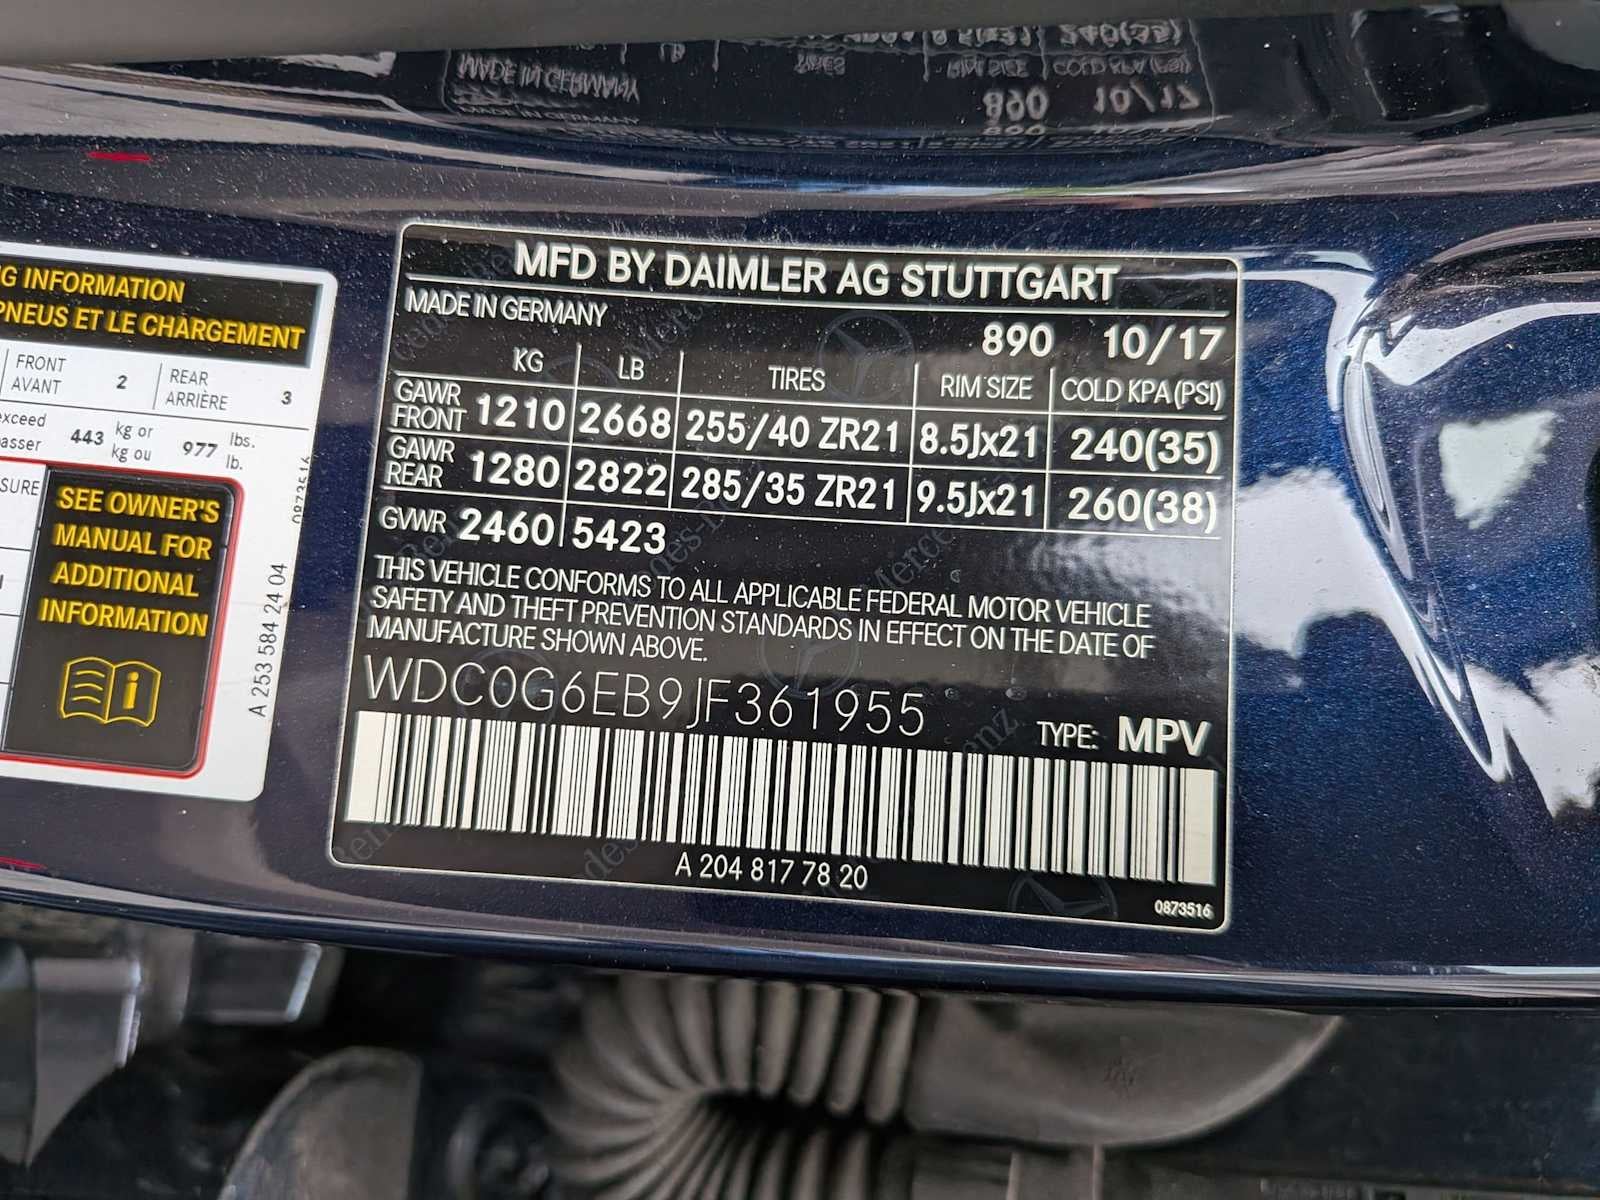 MFD BY DAIMLER AG STUTTGART
MADE IN GERMANY
890 10/17
KG LB TIRES RIM SIZE COLD KPA(PSI)
GAWR FRONT 1210 2668 255/40 ZR21 8.5Jx21 240(35)
GAWR REAR 1280 2822 285/35 ZR21 9.5Jx21 260(38)
GVWR 2460 5423
THIS VEHICLE CONFORMS TO ALL APPLICABLE FEDERAL MOTOR VEHICLE
SAFETY AND THEFT PREVENTION STANDARDS IN EFFECT ON THE DATE OF
MANUFACTURE SHOWN ABOVE.
WDC0G6EB9JF361955
TYPE: MPV
A 204 817 78 20
0873516
INFORMATION
PNEUS ET LE CHARGEMENT
FRONT AVANT 2 REAR ARRIÈRE 3
exceed 443 kg or 977 lbs.
kg ou lb.
SEE OWNER'S
MANUAL FOR
ADDITIONAL
INFORMATION
i
A 253 584 24 04
0873516